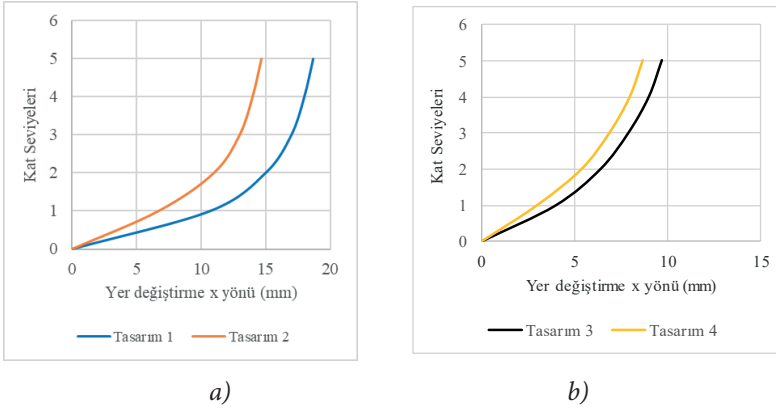 6
5
4
3
2
1
0
Kat Seviyeleri
0 5 10 15 20
Yer değiştirme x yönü (mm)
Tasarım 1 Tasarım 2
a)
6
5
4
3
2
1
0
Kat Seviyeleri
0 5 10 15
Yer değiştirme x yönü (mm)
Tasarım 3 Tasarım 4
b)